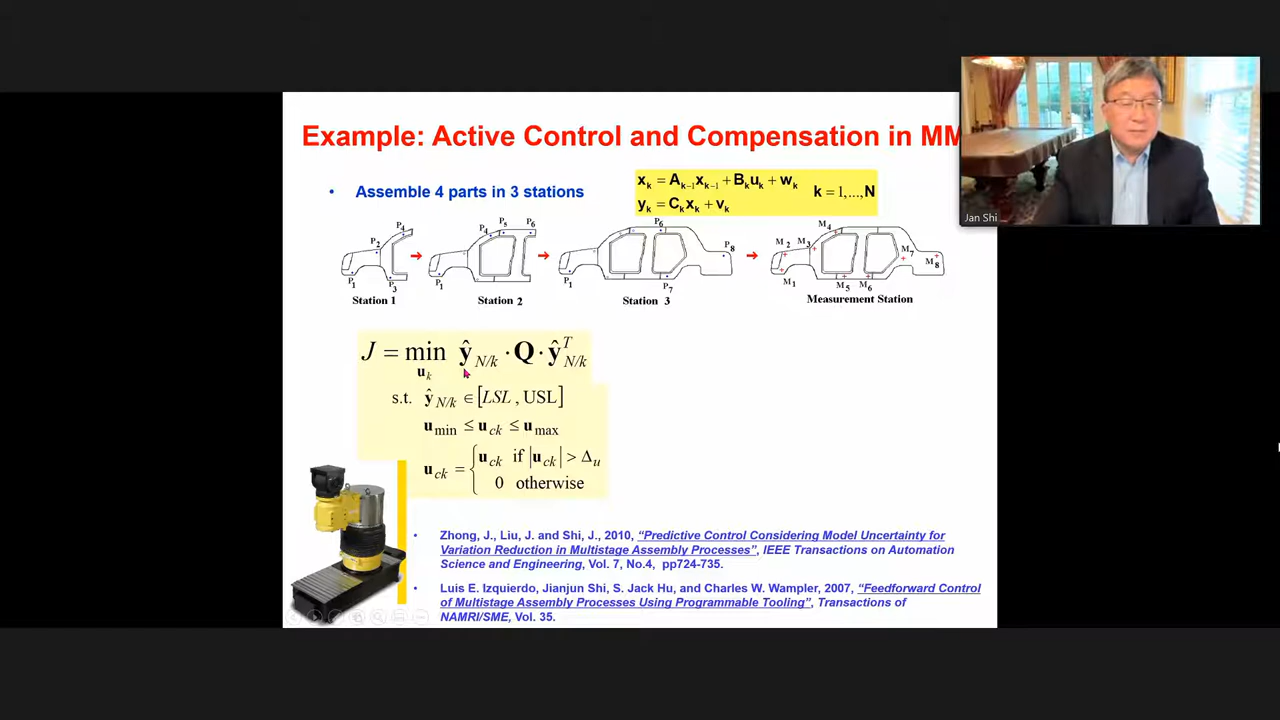 Example: Active Control and Compensation in MM
Jan Shi
• Assemble 4 parts in 3 stations
x_k = A_{k-1}x_{k-1} + B_k u_k + w_k   k = 1,...,N
y_k = C_k x_k + v_k
P4 P2 P1 P3
P5 P6 P4 P1
P6 P8 P1 P7
M4 M2 M3 M7 M8 M1 M5 M6
Station 1 Station 2 Station 3 Measurement Station
J = min_{u_k} ŷ_{N/k} · Q · ŷ^T_{N/k}
s.t. ŷ_{N/k} ∈ [LSL, USL]
u_min ≤ u_ck ≤ u_max
u_ck = { u_ck if |u_ck| > Δ_u
0 otherwise
• Zhong, J., Liu, J. and Shi, J., 2010, “Predictive Control Considering Model Uncertainty for
Variation Reduction in Multistage Assembly Processes”, IEEE Transactions on Automation
Science and Engineering, Vol. 7, No.4, pp724-735.
• Luis E. Izquierdo, Jianjun Shi, S. Jack Hu, and Charles W. Wampler, 2007, “Feedforward Control
of Multistage Assembly Processes Using Programmable Tooling”, Transactions of
NAMRI/SME, Vol. 35.